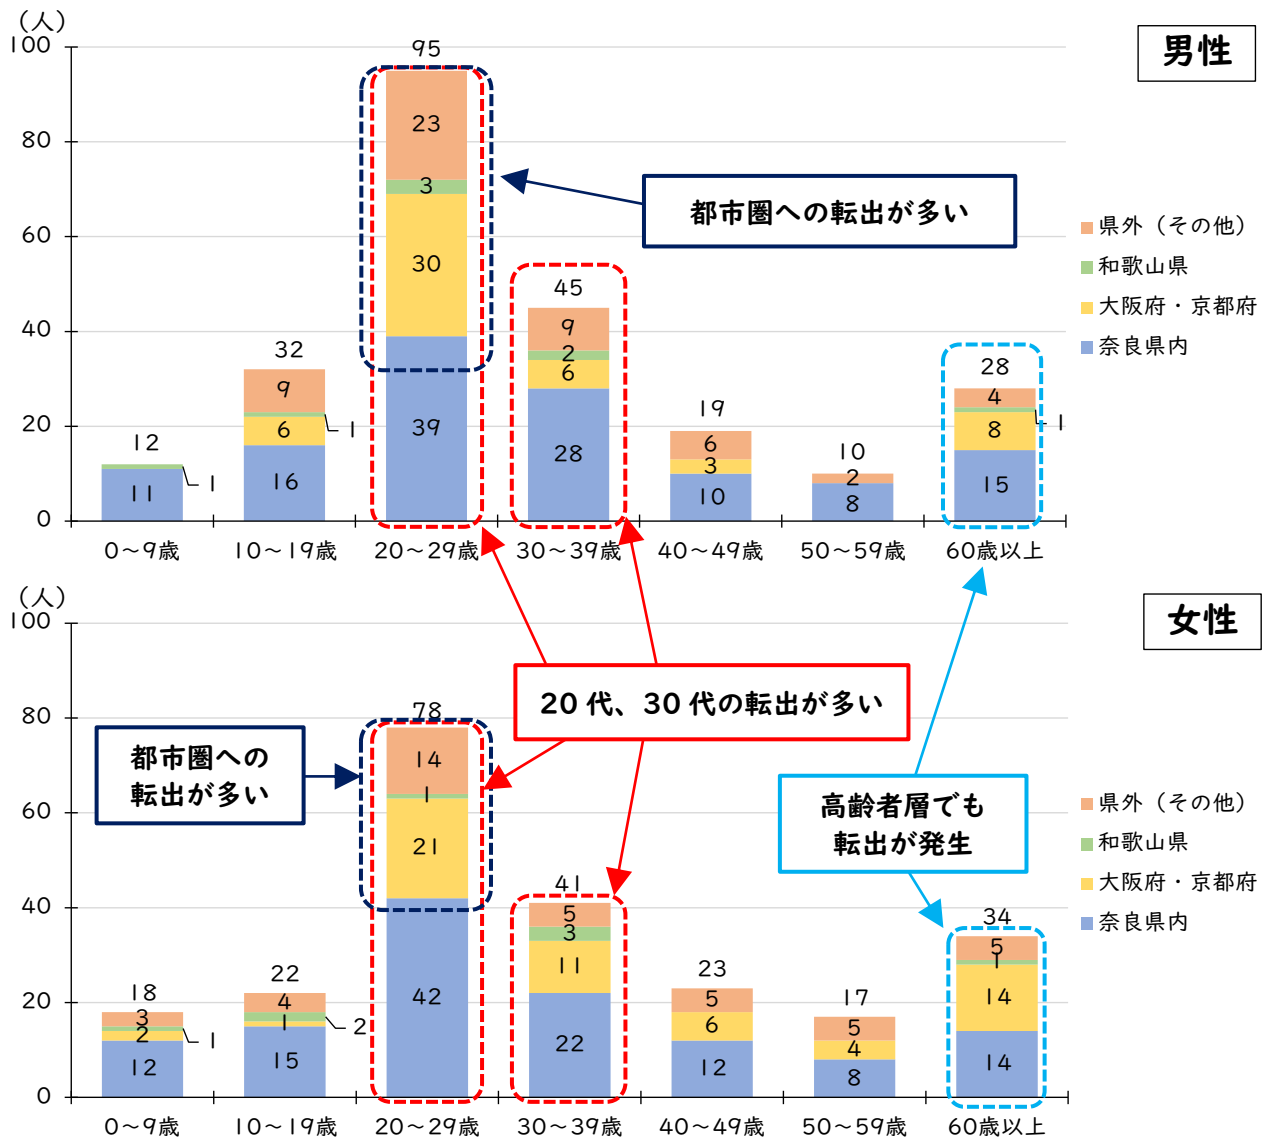 （人）
男性
100
80
60
40
20
0
95
23
3
30
39
都市圏への転出が多い
45
9
2
6
28
32
9
1
6
16
12
1
11
19
6
3
10
10
2
8
28
4
1
8
15
県外（その他）
和歌山県
大阪府・京都府
奈良県内
0～9歳
10～19歳
20～29歳
30～39歳
40～49歳
50～59歳
60歳以上
20代、30代の転出が多い
（人）
女性
100
80
60
40
20
0
都市圏への
転出が多い
高齢者層でも
転出が発生
78
14
1
21
42
41
5
3
11
22
18
3
1
2
12
22
4
2
1
15
23
5
6
12
17
5
4
8
34
5
1
14
14
県外（その他）
和歌山県
大阪府・京都府
奈良県内
0～9歳
10～19歳
20～29歳
30～39歳
40～49歳
50～59歳
60歳以上